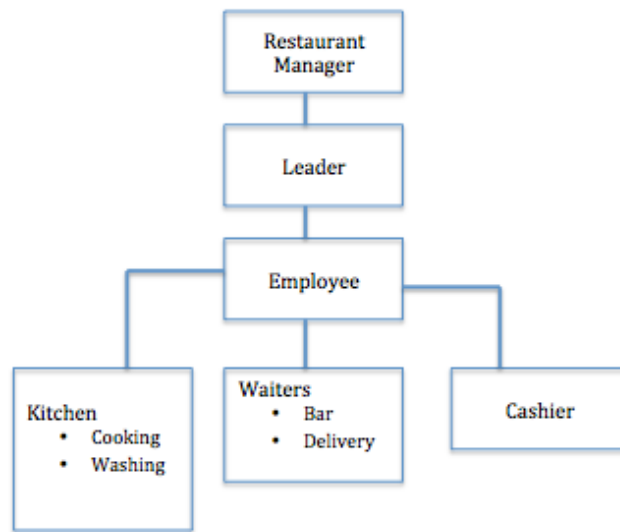 Restaurant
Manager
Leader
Employee
Kitchen
• Cooking
• Washing
Waiters
• Bar
• Delivery
Cashier